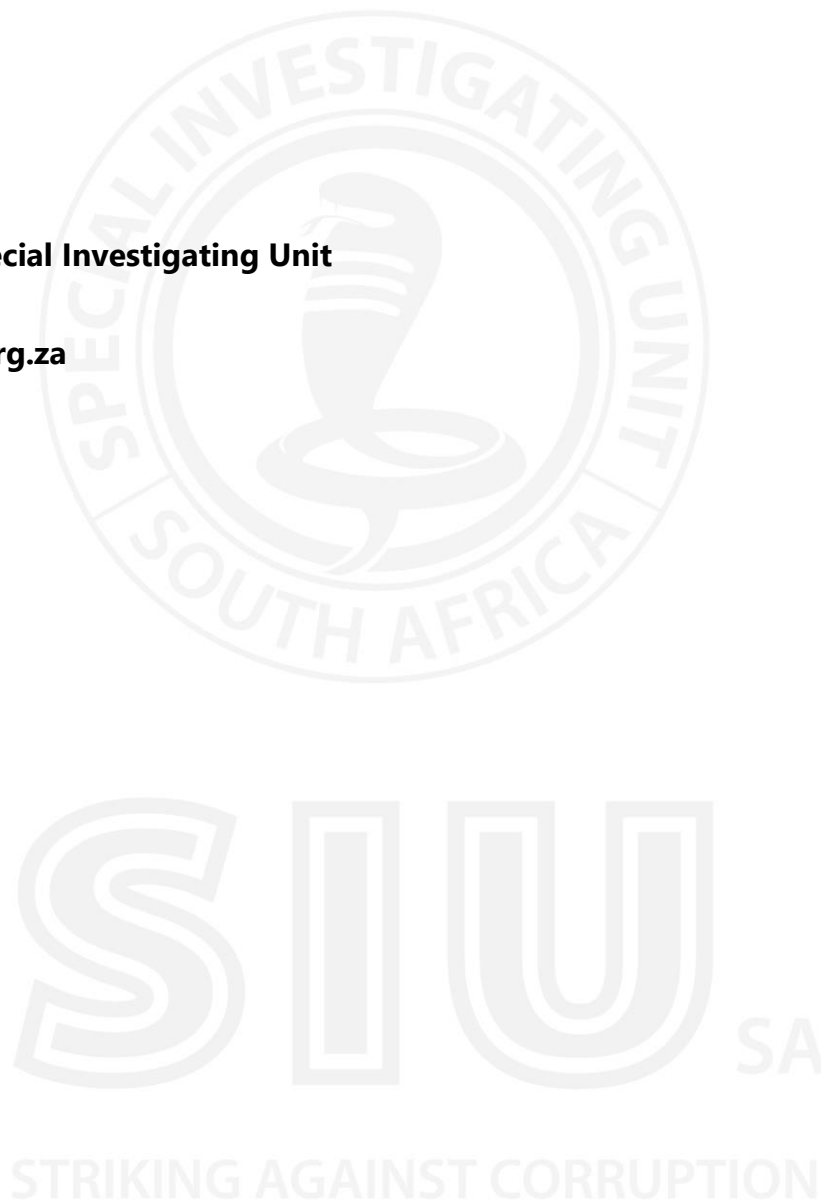 SPECIAL INVESTIGATING UNIT
ecial Investigating Unit
rg.za
SOUTH AFRICA
SIU
SA
STRIKING AGAINST CORRUPTION